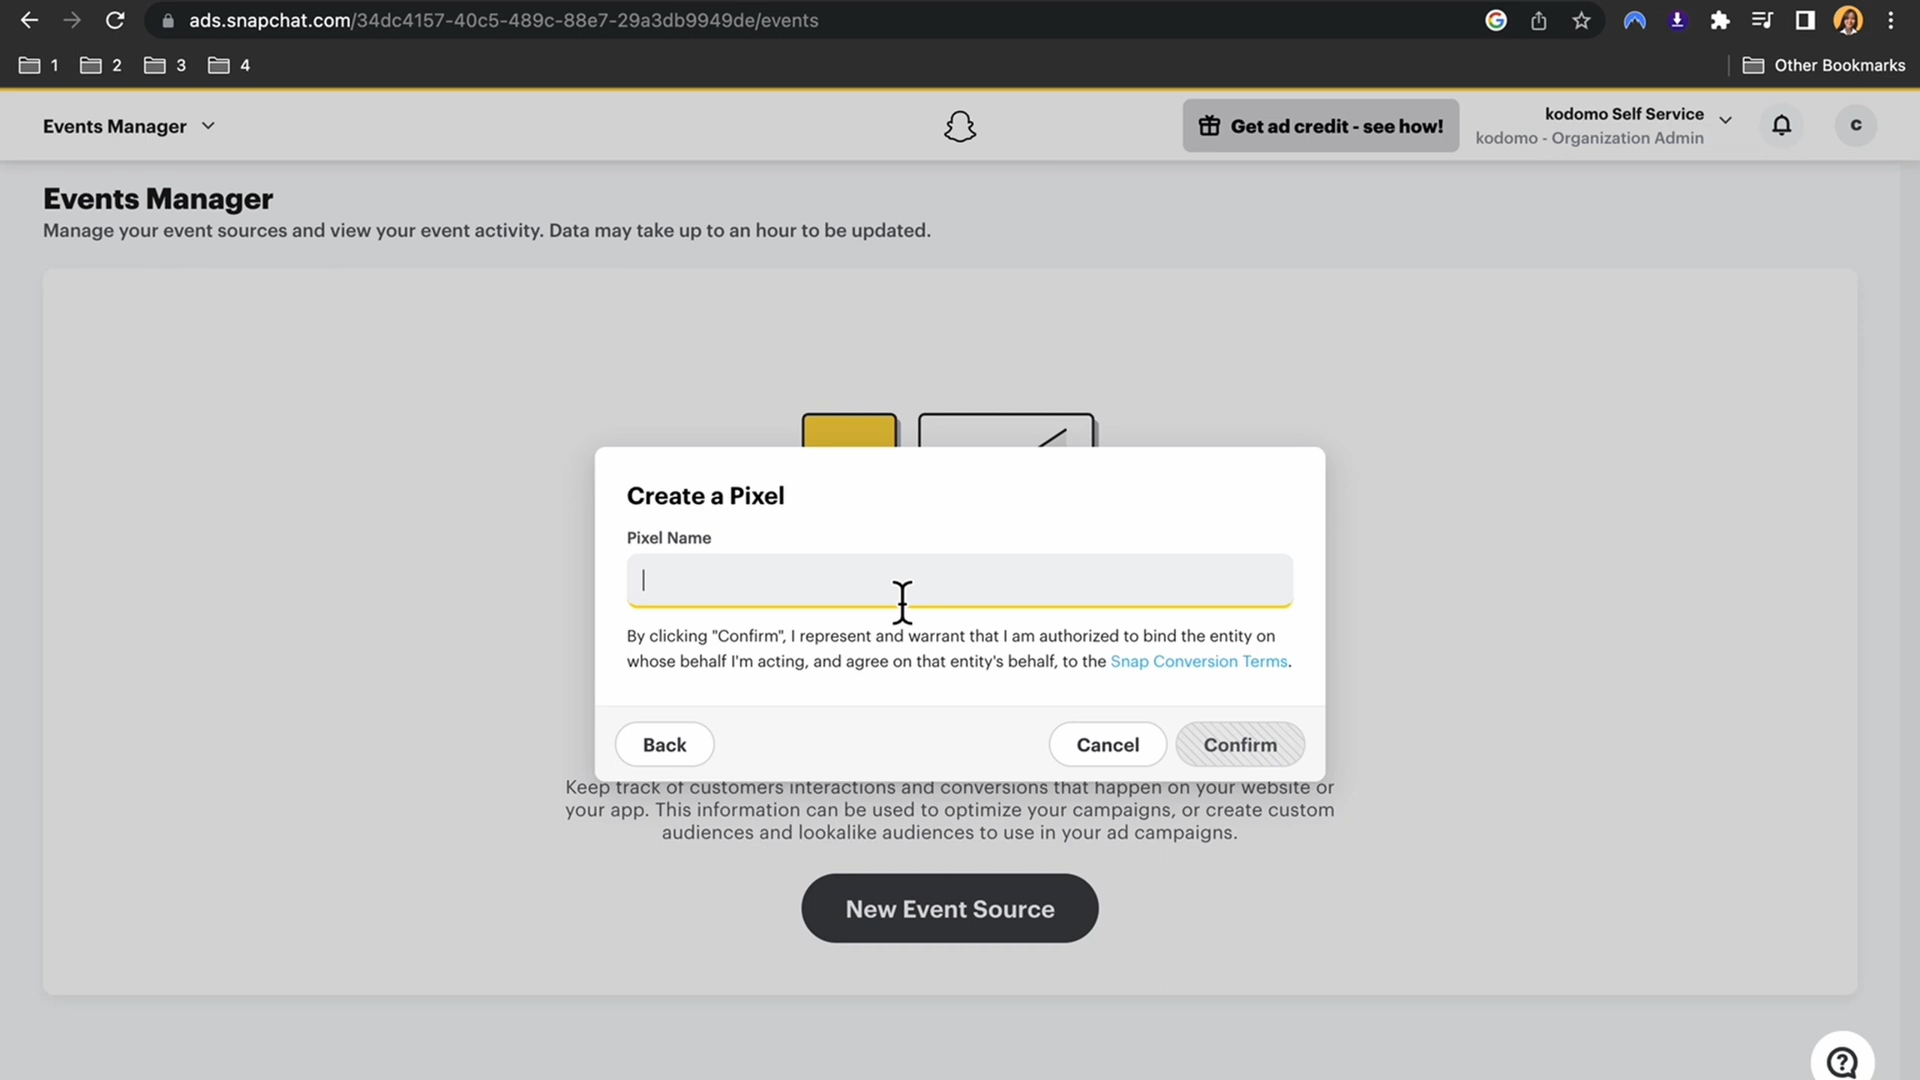 ads.snapchat.com/34dc4157-40c5-489c-88e7-29a3db9949de/events
1
2
3
4
Other Bookmarks
Events Manager
Get ad credit - see how!
kodomo Self Service
kodomo - Organization Admin
C
Events Manager
Manage your event sources and view your event activity. Data may take up to an hour to be updated.
Create a Pixel
Pixel Name
By clicking "Confirm", I represent and warrant that I am authorized to bind the entity on
whose behalf I'm acting, and agree on that entity's behalf, to the Snap Conversion Terms.
Back
Cancel
Confirm
Keep track of customers interactions and conversions that happen on your website or
your app. This information can be used to optimize your campaigns, or create custom
audiences and lookalike audiences to use in your ad campaigns.
New Event Source